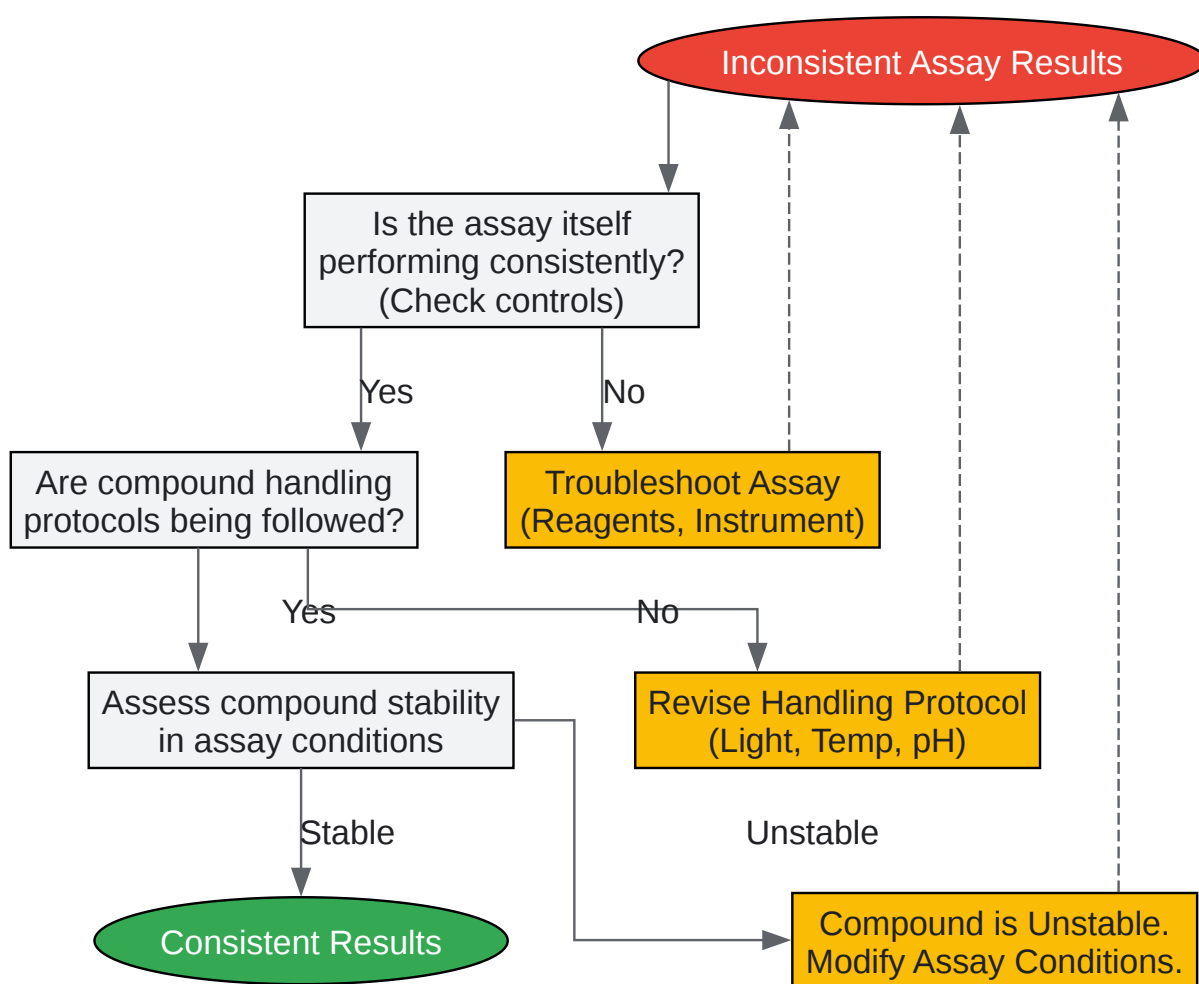 Inconsistent Assay Results
Is the assay itself
performing consistently?
(Check controls)
Yes
No
Are compound handling
protocols being followed?
Troubleshoot Assay
(Reagents, Instrument)
Yes
No
Assess compound stability
in assay conditions
Revise Handling Protocol
(Light, Temp, pH)
Stable
Unstable
Consistent Results
Compound is Unstable.
Modify Assay Conditions.